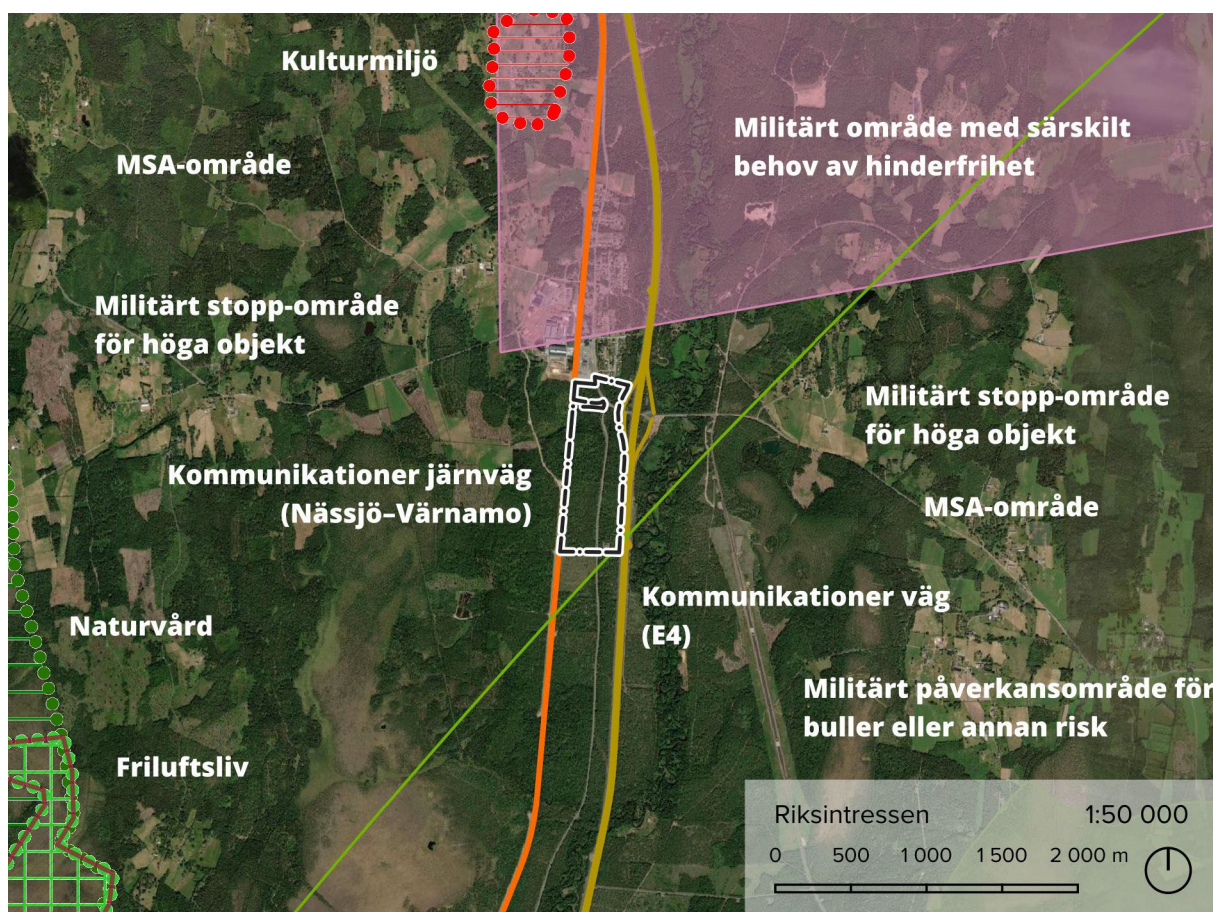 Kulturmiljö
Militärt område med särskilt
behov av hinderfrihet
MSA-område
Militärt stopp-område
för höga objekt
Militärt stopp-område
för höga objekt
Kommunikationer järnväg
(Nässjö–Värnamo)
MSA-område
Kommunikationer väg
(E4)
Naturvård
Militärt påverkansområde för
buller eller annan risk
Friluftsliv
Riksintressen 1:50 000
0 500 1 000 1 500 2 000 m